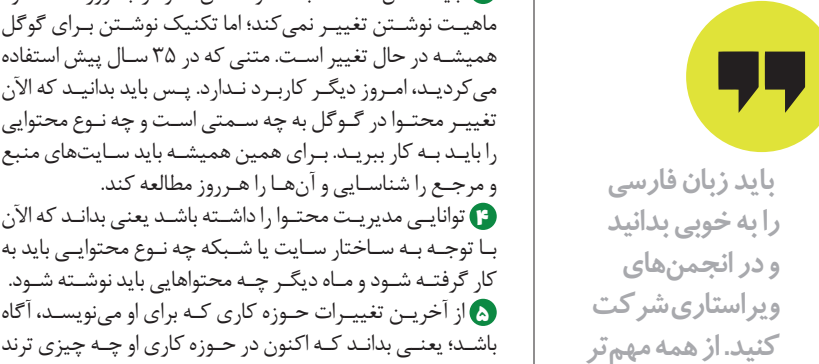 ماهیت نوشتن تغییر نمی‌کند؛ اما تکنیک نوشتن برای گوگل
همیشه در حال تغییر است. متنی که در ۳۵ سال پیش استفاده
می‌کردید، امروز دیگر کاربرد ندارد. پس باید بدانید که الآن
تغییر محتوا در گوگل به چه سمتی است و چه نوع محتوایی
را باید به کار ببرید. برای همین همیشه باید سایت‌های منبع
و مرجع را شناسایی و آن‌ها را هرروز مطالعه کند.
۴ توانایی مدیریت محتوا را داشته باشد یعنی بداند که الآن
با توجه به ساختار سایت یا شبکه چه نوع محتوایی باید به
کار گرفته شود و ماه دیگر چه محتواهایی باید نوشته شود.
۵ از آخرین تغییرات حوزه کاری که برای او می‌نویسد، آگاه
باشد؛ یعنی بداند که اکنون در حوزه کاری او چه چیزی ترند
باید زبان فارسی
را به خوبی بدانید
و در انجمن‌های
ویراستاری شرکت
کنید. از همه مهم‌تر